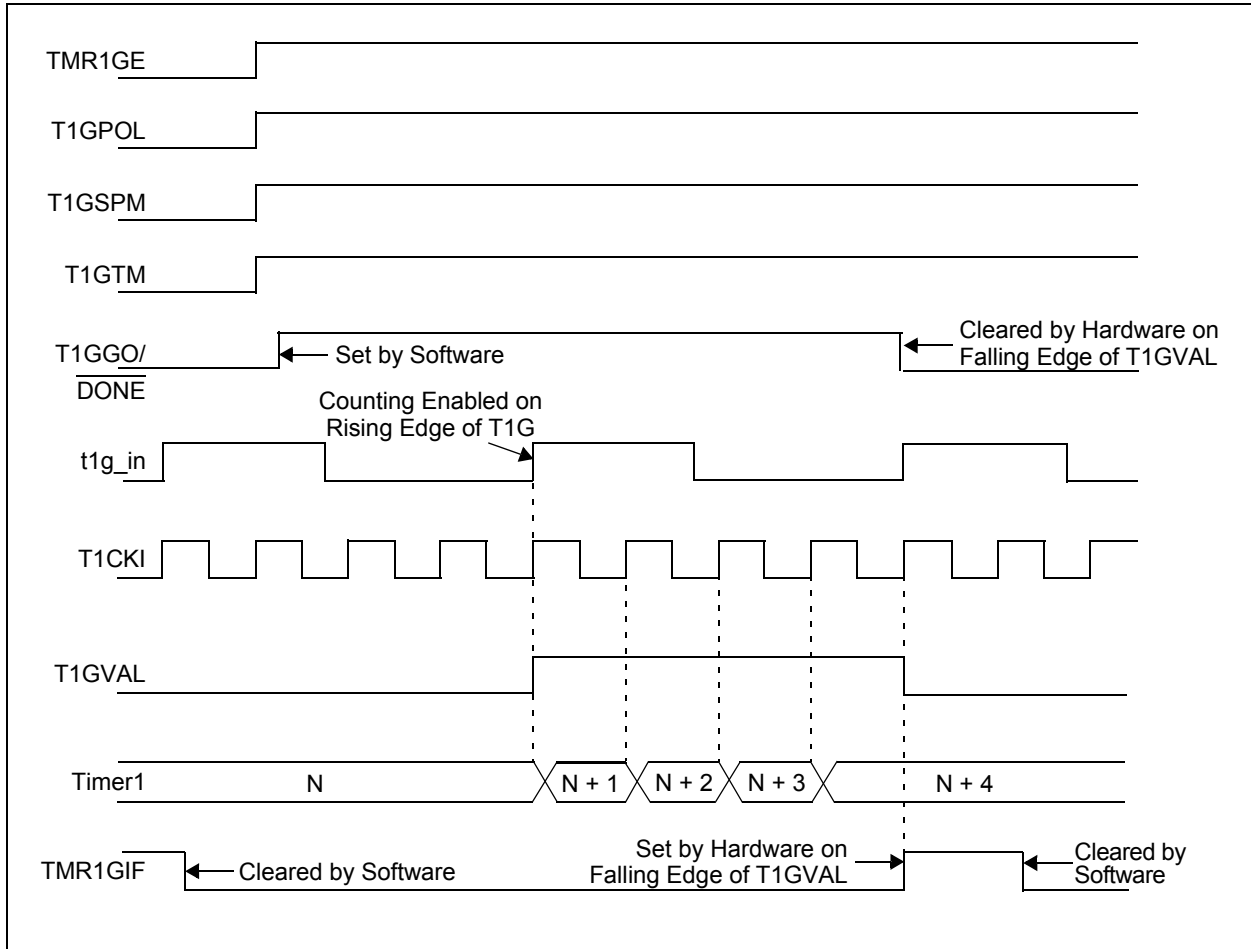 TMR1GE
T1GPOL
T1GSPM
T1GTM
T1GGO/
DONE
Set by Software
Cleared by Hardware on
Falling Edge of T1GVAL
Counting Enabled on
Rising Edge of T1G
t1g_in
T1CKI
T1GVAL
Timer1
N
N + 1
N + 2
N + 3
N + 4
TMR1GIF
Cleared by Software
Set by Hardware on
Falling Edge of T1GVAL
Cleared by
Software